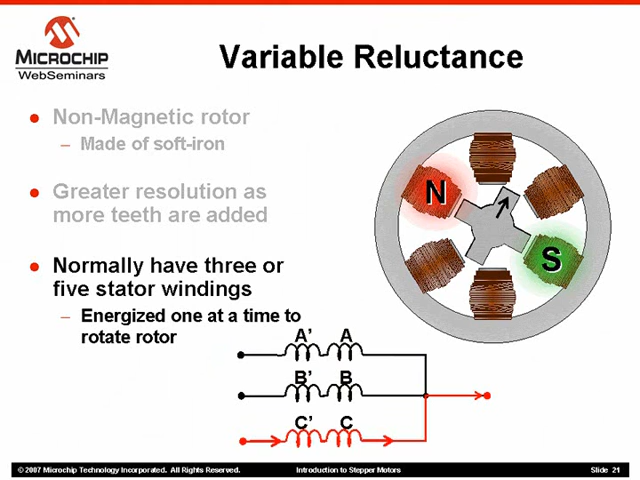 MICROCHIP
WebSeminars
Variable Reluctance
● Non-Magnetic rotor
– Made of soft-iron
● Greater resolution as
more teeth are added
● Normally have three or
five stator windings
– Energized one at a time to
rotate rotor
N
S
A' A
B' B
C' C
© 2007 Microchip Technology Incorporated. All Rights Reserved. Introduction to Stepper Motors Slide 21